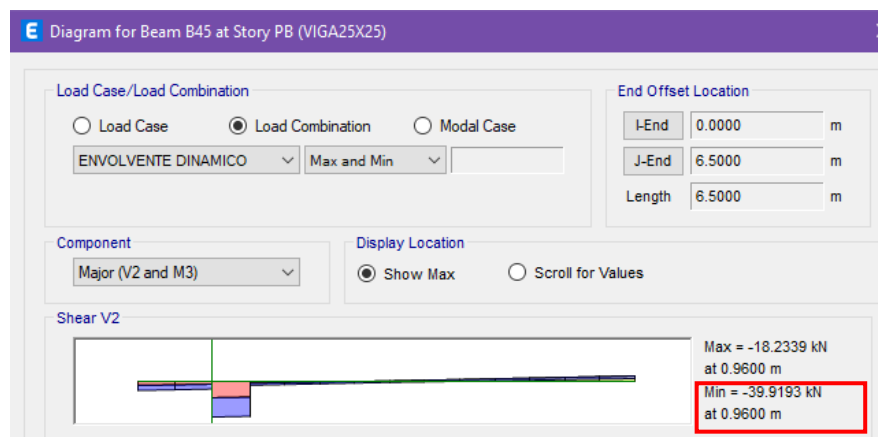 E Diagram for Beam B45 at Story PB (VIGA25X25)
Load Case/Load Combination
Load Case Load Combination Modal Case
ENVOLVENTE DINAMICO Max and Min
End Offset Location
I-End 0.0000 m
J-End 6.5000 m
Length 6.5000 m
Component
Major (V2 and M3)
Display Location
Show Max Scroll for Values
Shear V2
Max = -18.2339 kN
at 0.9600 m
Min = -39.9193 kN
at 0.9600 m